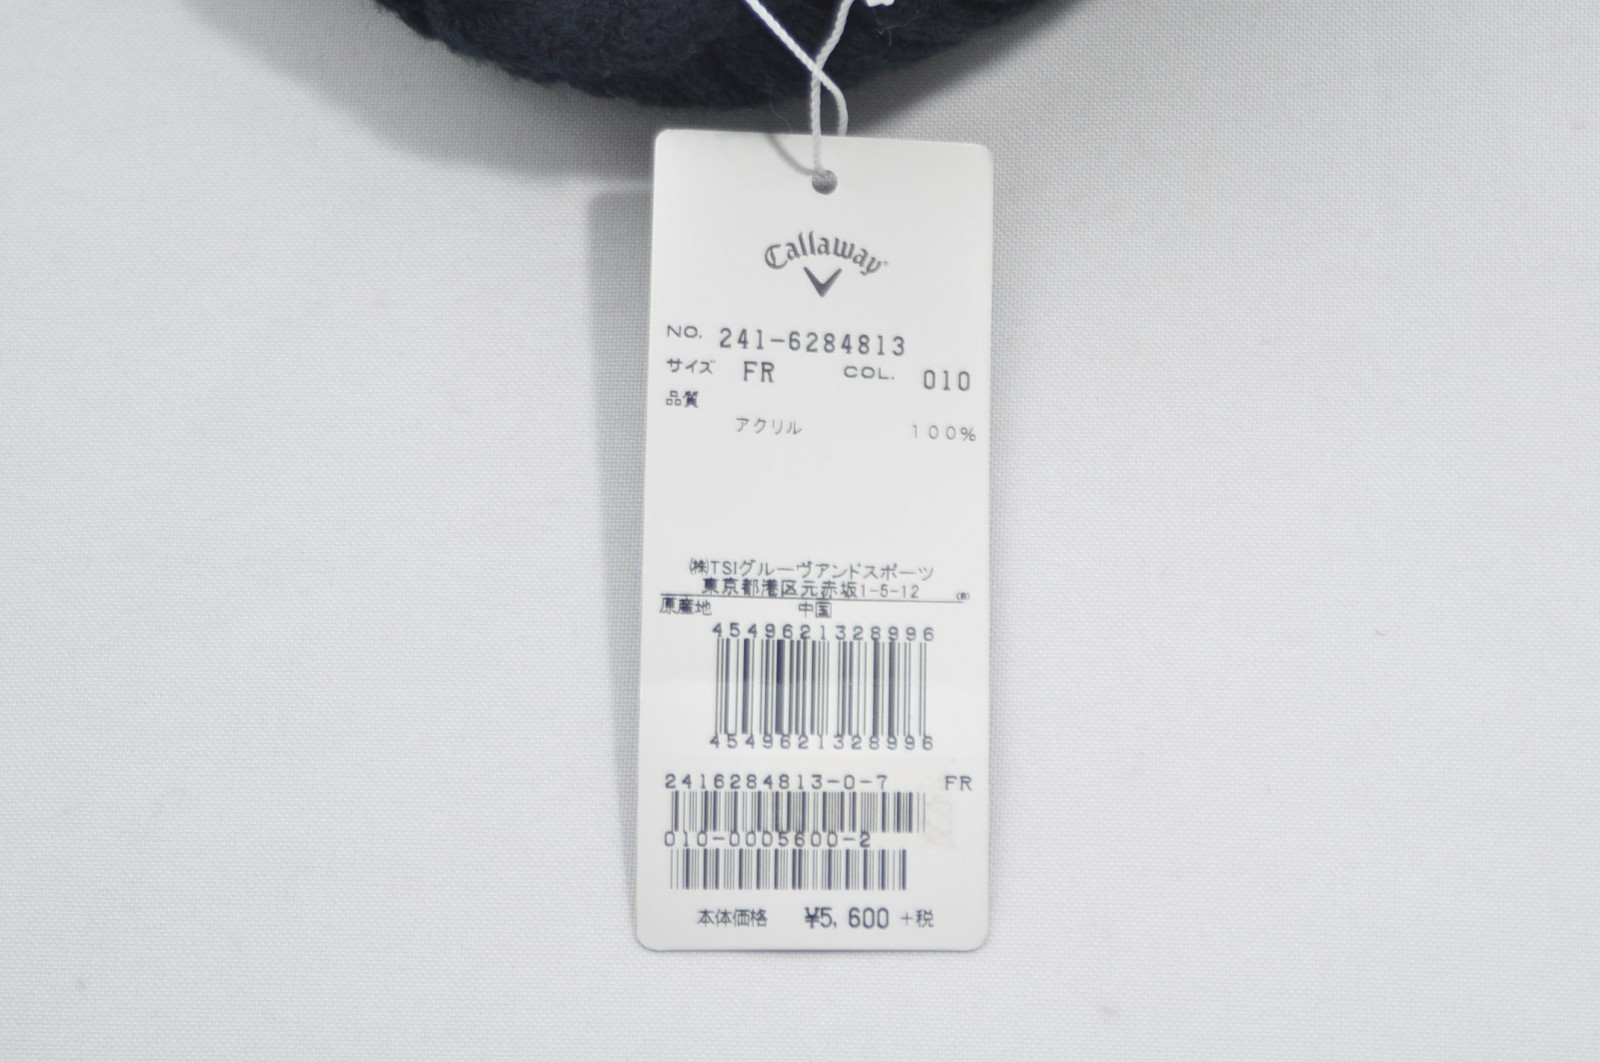 Callaway
NO. 241-6284813
サイズ FR COL. 010
品質
アクリル 100%
㈱TSIグルーヴアンドスポーツ
東京都港区元赤坂1-5-12
原産地 中国
4549621328996
4549621328996
2416284813-0-7 FR
010-0005600-2
本体価格 ¥5,600 +税